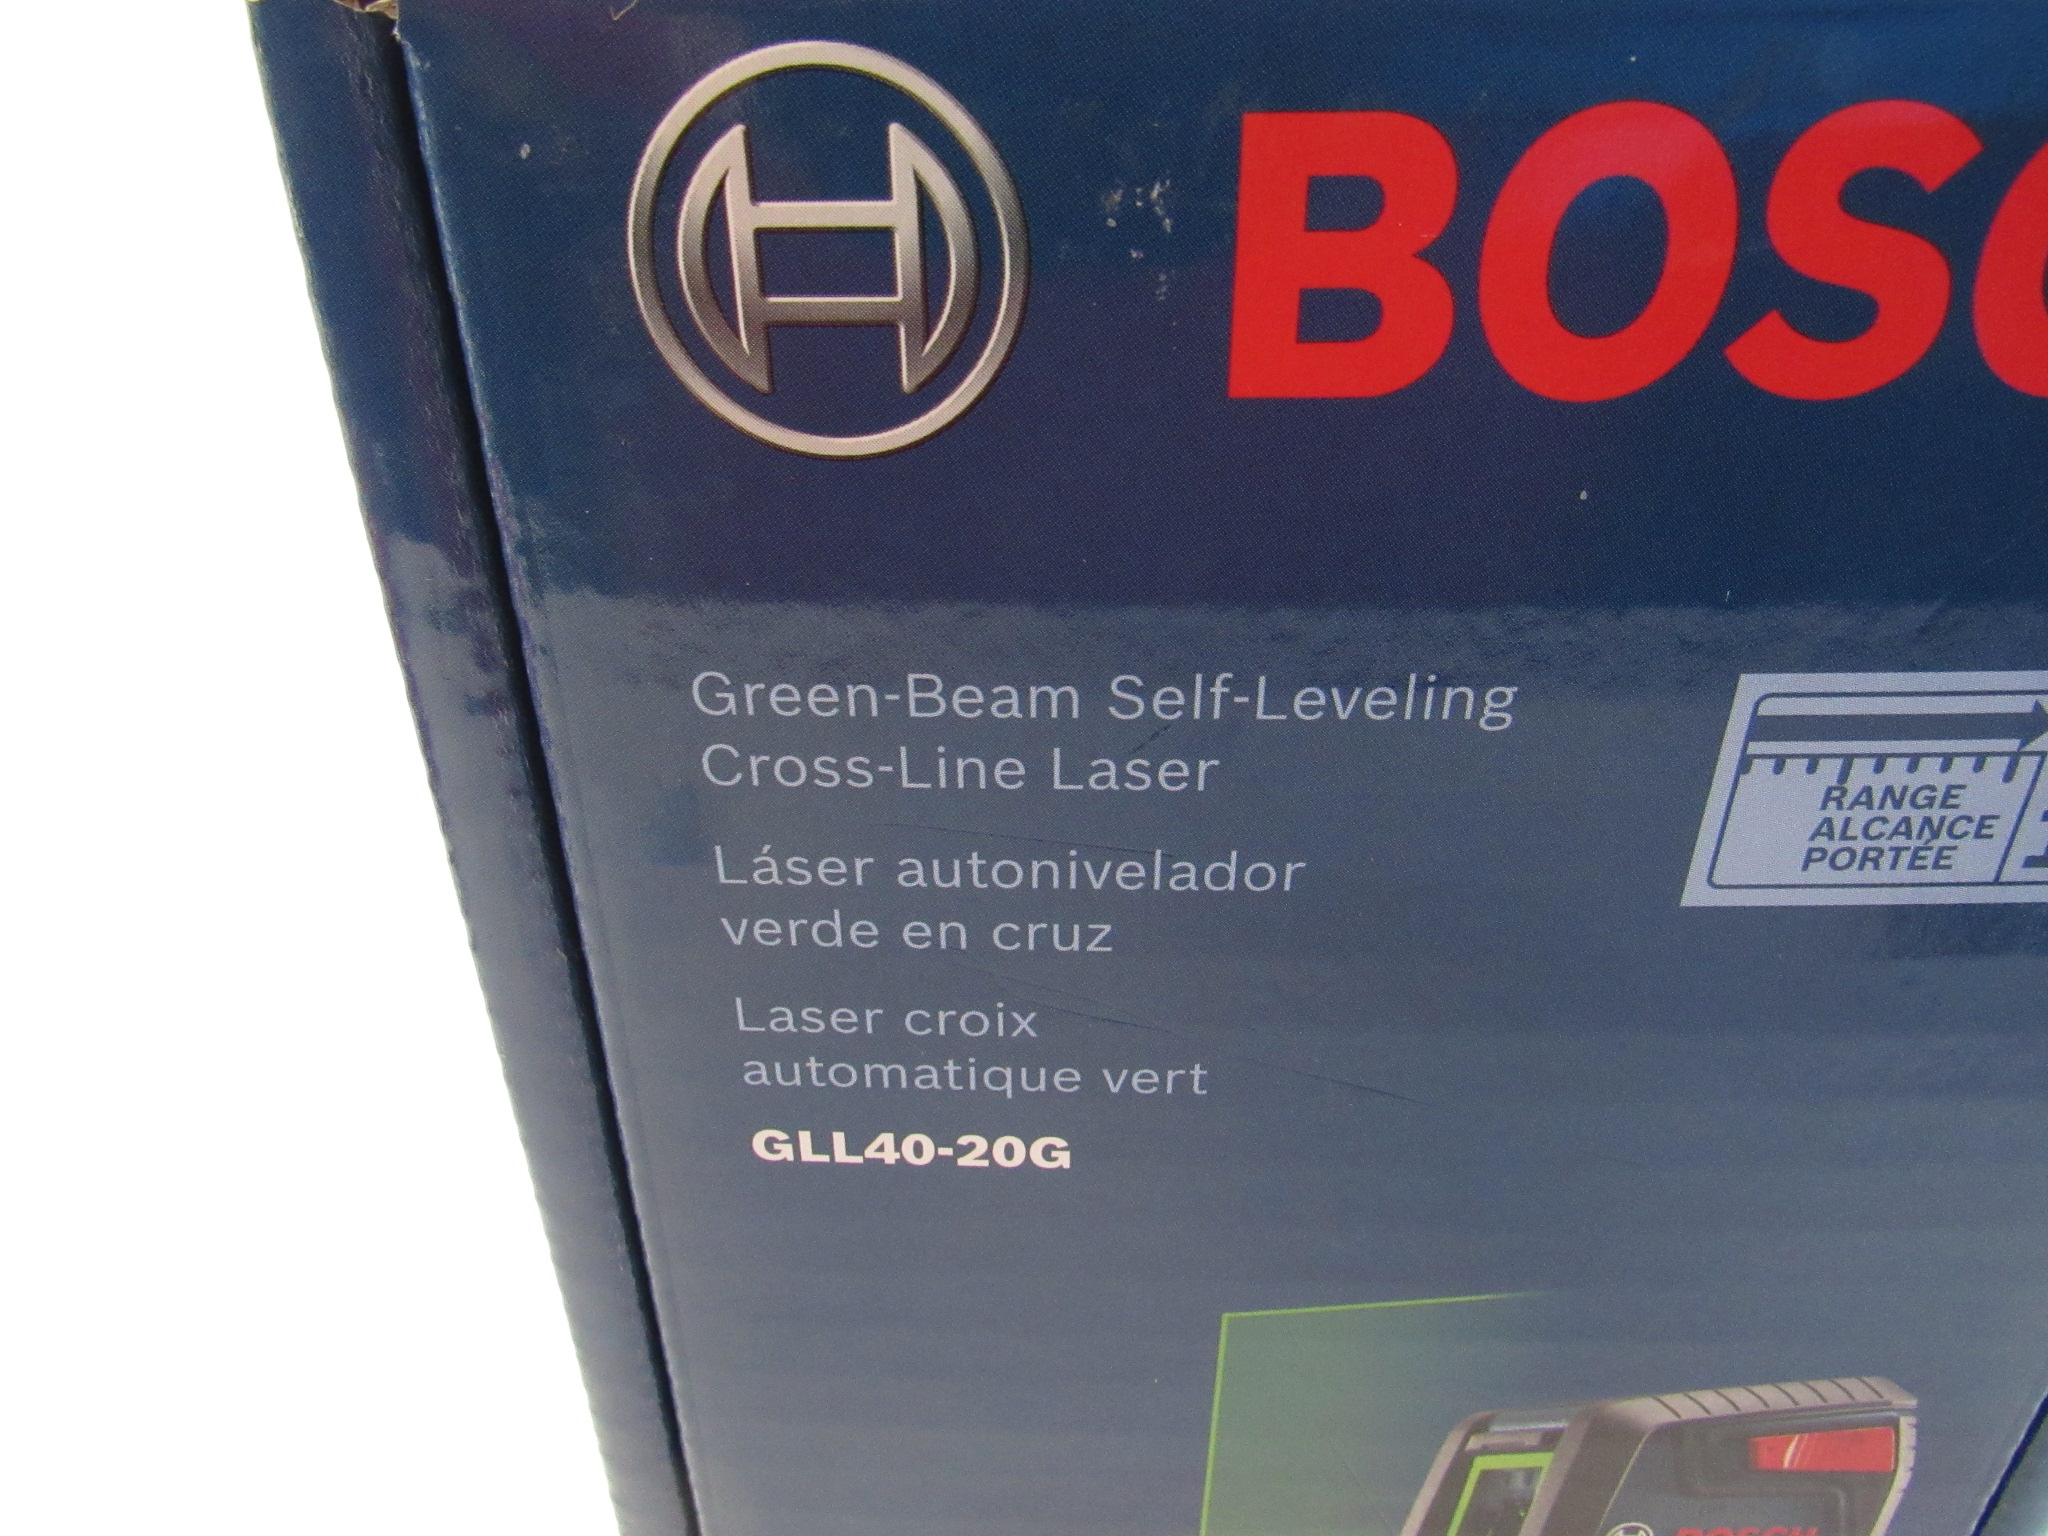 Green-Beam Self-Leveling
Cross-Line Laser
Láser autonivelador
verde en cruz
Laser croix
automatique vert
GLL40-20G
RANGE
ALCANCE
PORTÉE
BOSCH